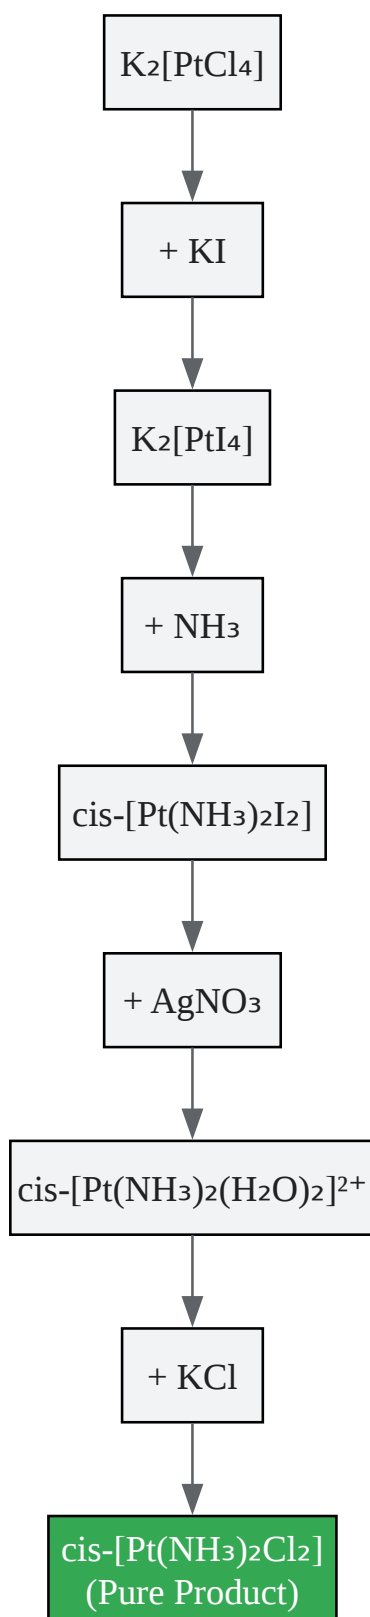 K₂[PtCl₄]
+ KI
K₂[PtI₄]
+ NH₃
cis-[Pt(NH₃)₂I₂]
+ AgNO₃
cis-[Pt(NH₃)₂(H₂O)₂]²⁺
+ KCl
cis-[Pt(NH₃)₂Cl₂]
(Pure Product)